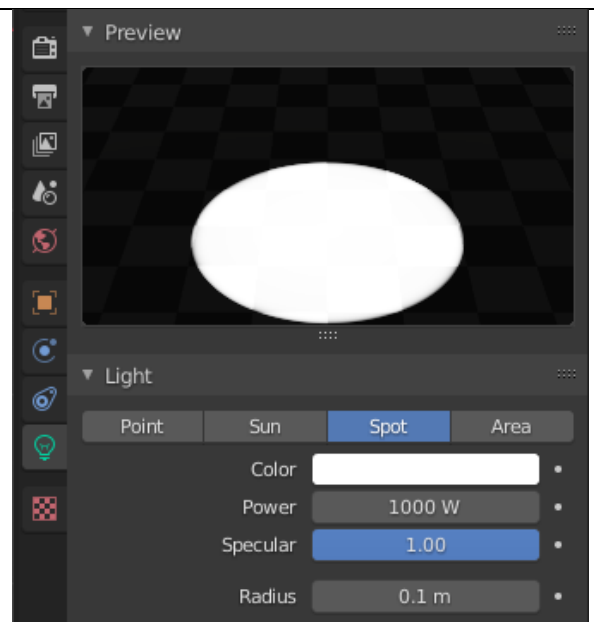 Preview
Light
Point Sun Spot Area
Color
Power 1000 W
Specular 1.00
Radius 0.1 m